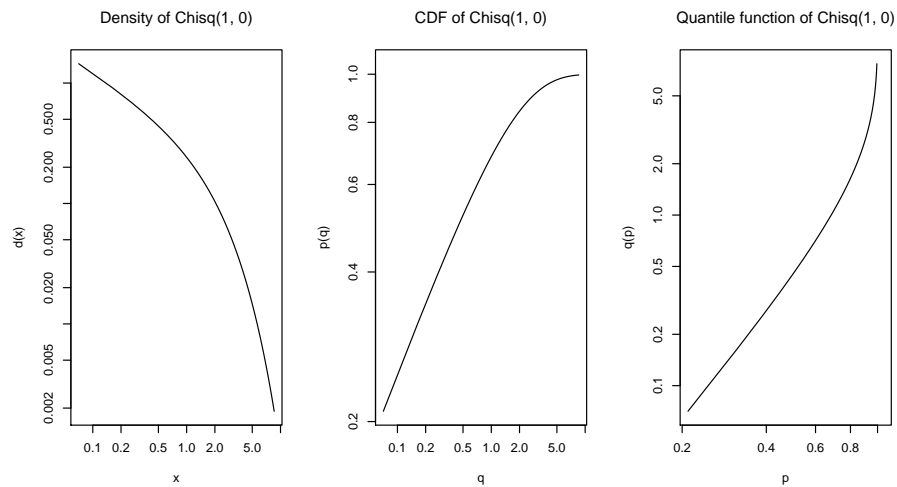 Density of Chisq(1, 0)
d(x)
0.500
0.200
0.050
0.020
0.005
0.002
0.1 0.2 0.5 1.0 2.0 5.0
x
CDF of Chisq(1, 0)
p(q)
1.0
0.8
0.6
0.4
0.2
0.1 0.2 0.5 1.0 2.0 5.0
q
Quantile function of Chisq(1, 0)
q(p)
5.0
2.0
1.0
0.5
0.2
0.1
0.2 0.4 0.6 0.8
p